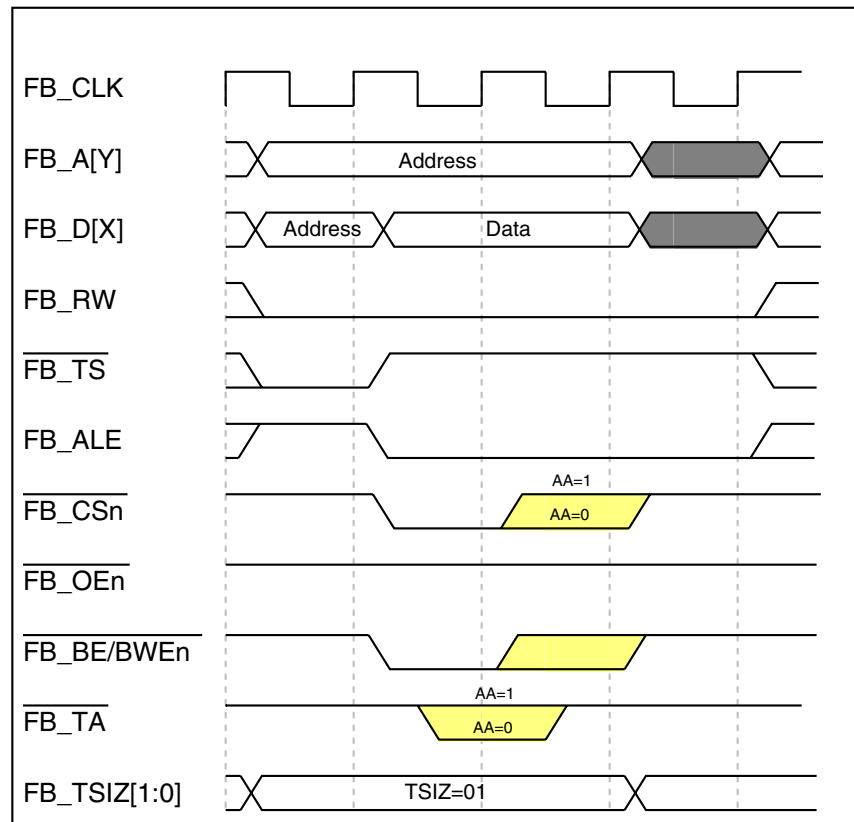 FB_CLK
FB_A[Y]
Address
FB_D[X]
Address
Data
FB_RW
FB_TS
FB_ALE
AA=1
FB_CSn
AA=0
FB_OEn
FB_BE/BWEn
AA=1
FB_TA
AA=0
FB_TSIZ[1:0]
TSIZ=01